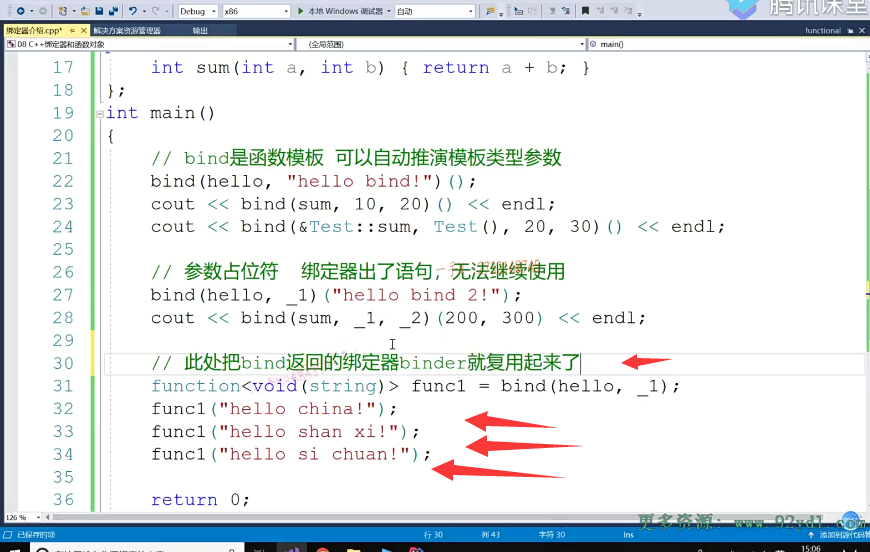 Debug
x86
本地 Windows 调试器
自动
腾讯课堂
绑定器介绍.cpp*
解决方案资源管理器
输出
functional
08 C++绑定器和函数对象
(全局范围)
main()
17 int sum(int a, int b) { return a + b; }
18 };
19 int main()
20 {
21 // bind是函数模板 可以自动推演模板类型参数
22 bind(hello, "hello bind!")();
23 cout << bind(sum, 10, 20)() << endl;
24 cout << bind(&Test::sum, Test(), 20, 30)() << endl;
25
26 // 参数占位符 绑定器出了语句，无法继续使用
27 bind(hello, _1)("hello bind 2!");
28 cout << bind(sum, _1, _2)(200, 300) << endl;
29
30 // 此处把bind返回的绑定器binder就复用起来了
31 function<void(string)> func1 = bind(hello, _1);
32 func1("hello china!");
33 func1("hello shan xi!");
34 func1("hello si chuan!");
35
36 return 0;
126 %
更多资源: www.92ydl.com
已保存的项
行 30
列 43
字符 30
Ins
添加到源代码管
15:06